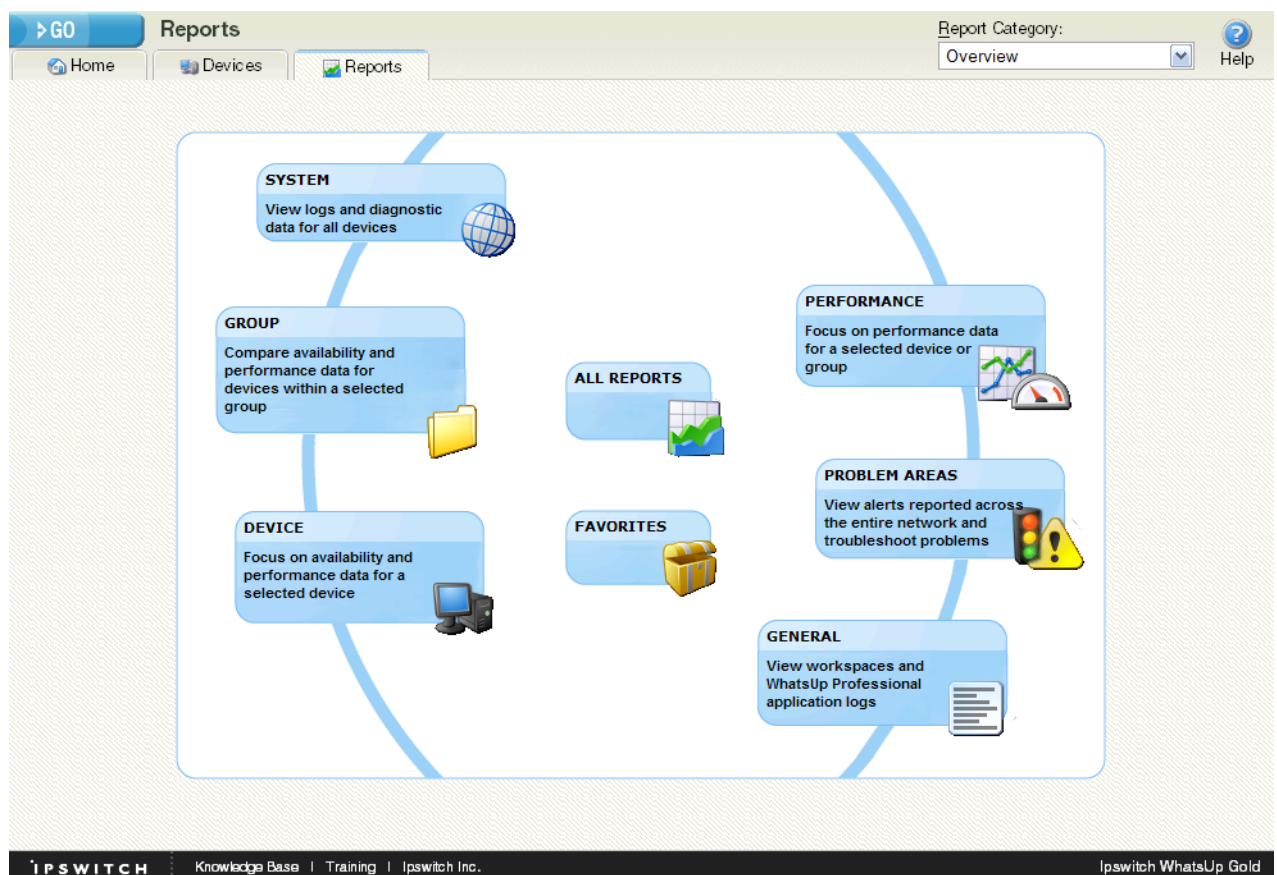 GO
Reports
Report Category:
Overview
Help
Home
Devices
Reports
SYSTEM
View logs and diagnostic
data for all devices
GROUP
Compare availability and
performance data for
devices within a selected
group
DEVICE
Focus on availability and
performance data for a
selected device
ALL REPORTS
FAVORITES
PERFORMANCE
Focus on performance data
for a selected device or
group
PROBLEM AREAS
View alerts reported across
the entire network and
troubleshoot problems
GENERAL
View workspaces and
WhatsUp Professional
application logs
IPSWITCH
Knowledge Base | Training | Ipswitch Inc.
Ipswitch WhatsUp Gold